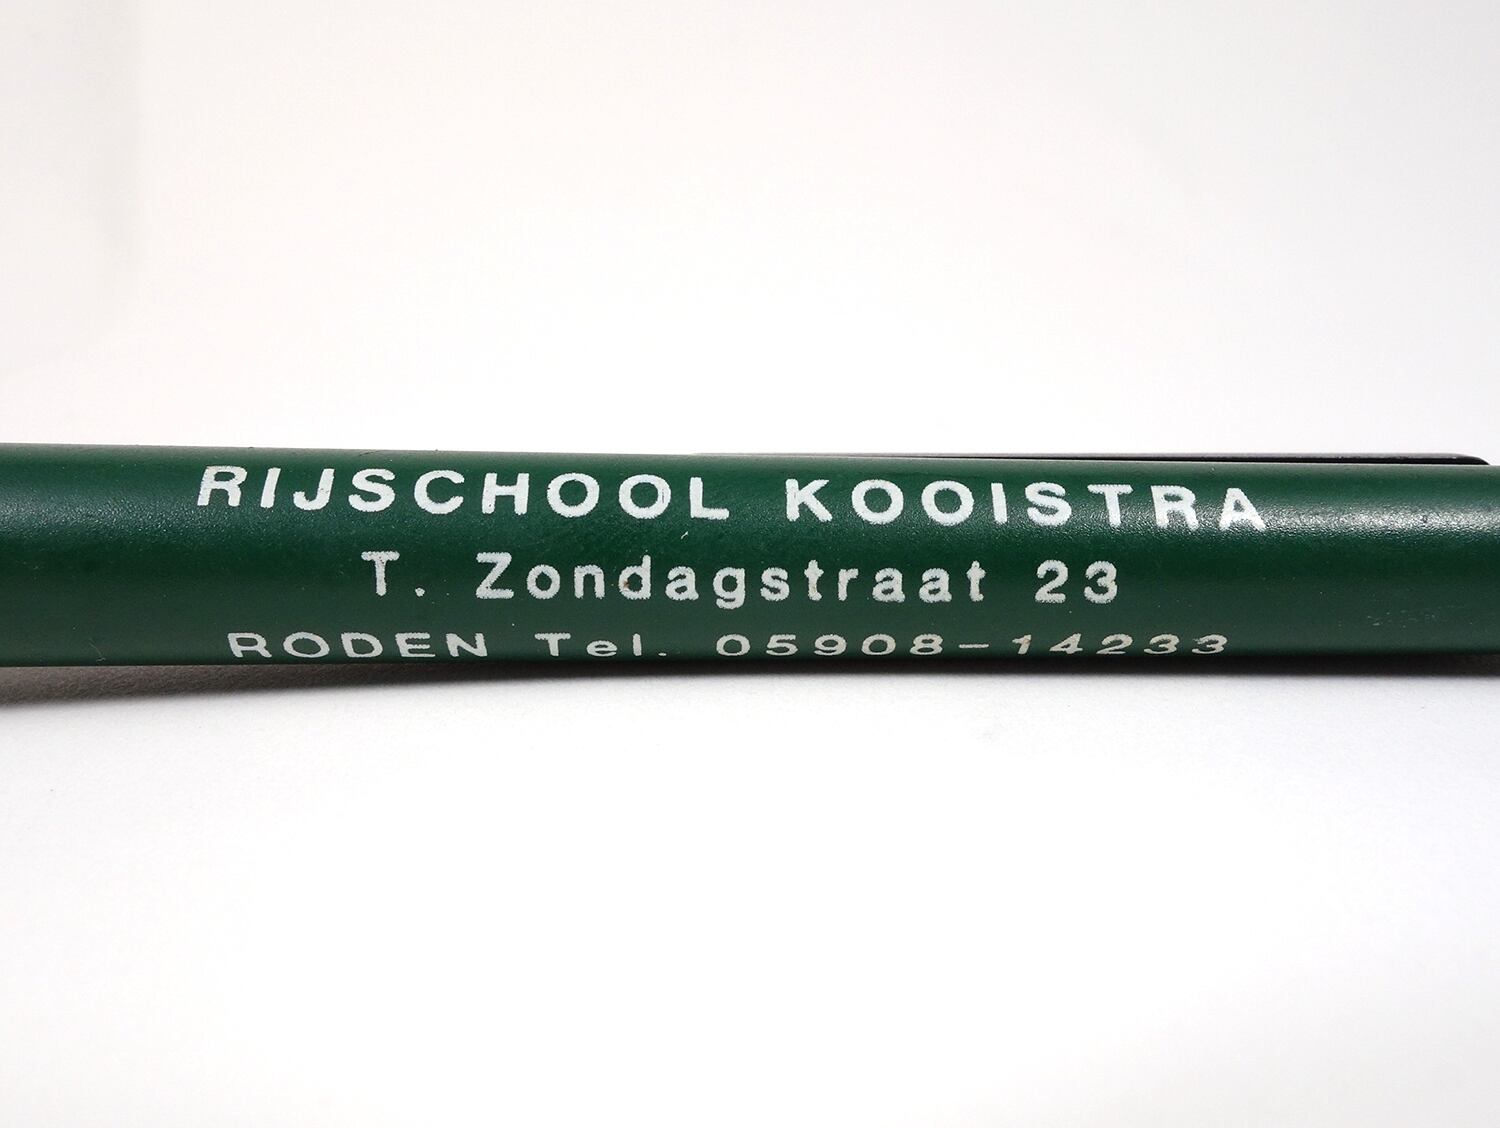 RIJSCHOOL KOOISTRA
T. Zondagstraat 23
RODEN Tel. 05908-14233